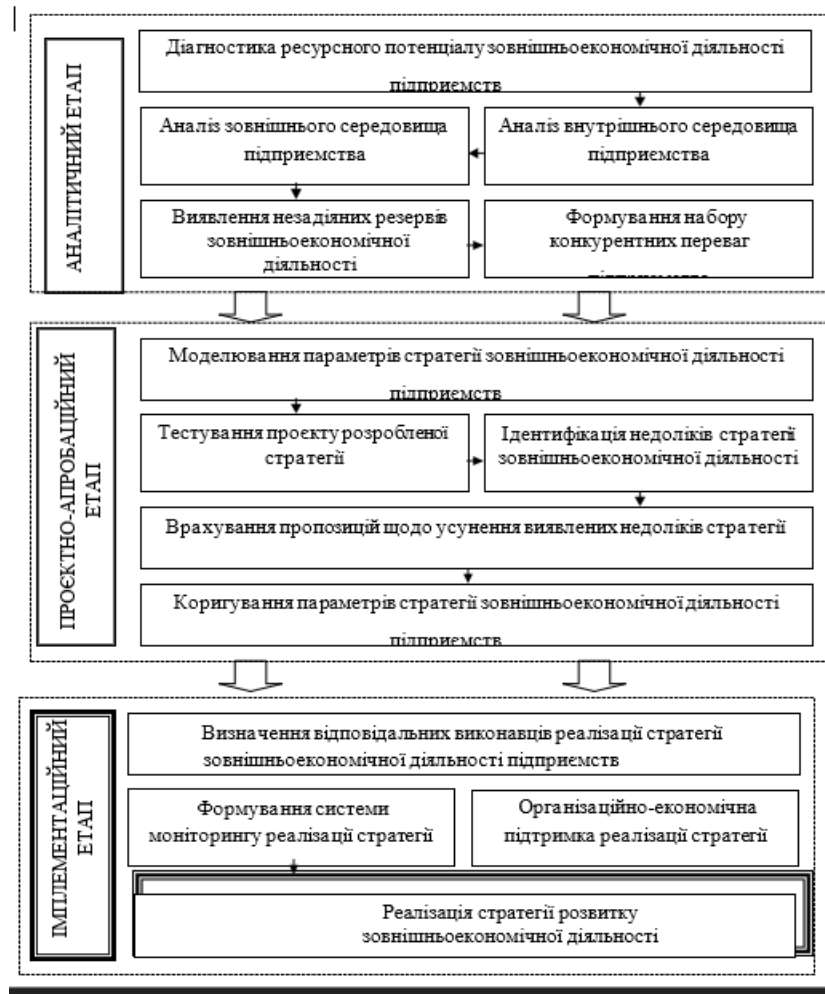 АНАЛІТИЧНИЙ ЕТАП
Діагностика ресурсного потенціалу зовнішньоекономічної діяльності
підприємств
Аналіз зовнішнього середовища
підприємства
Аналіз внутрішнього середовища
підприємства
Виявлення незадіяних резервів
зовнішньоекономічної
діяльності
Формування набору
конкурентних переваг
підприємства
ПРОЄКТНО-АПРОБАЦІЙНИЙ
ЕТАП
Моделювання параметрів стратегії зовнішньоекономічної діяльності
підприємств
Тестування проєкту розробленої
стратегії
Ідентифікація недоліків стратегії
зовнішньоекономічної діяльності
Врахування пропозицій щодо усунення виявлених недоліків стратегії
Коригування параметрів стратегії зовнішньоекономічної діяльності
підприємств
ІМПЛЕМЕНТАЦІЙНИЙ
ЕТАП
Визначення відповідальних виконавців реалізації стратегії
зовнішньоекономічної діяльності підприємств
Формування системи
моніторингу реалізації стратегії
Організаційно-економічна
підтримка реалізації стратегії
Реалізація стратегії розвитку
зовнішньоекономічної діяльності